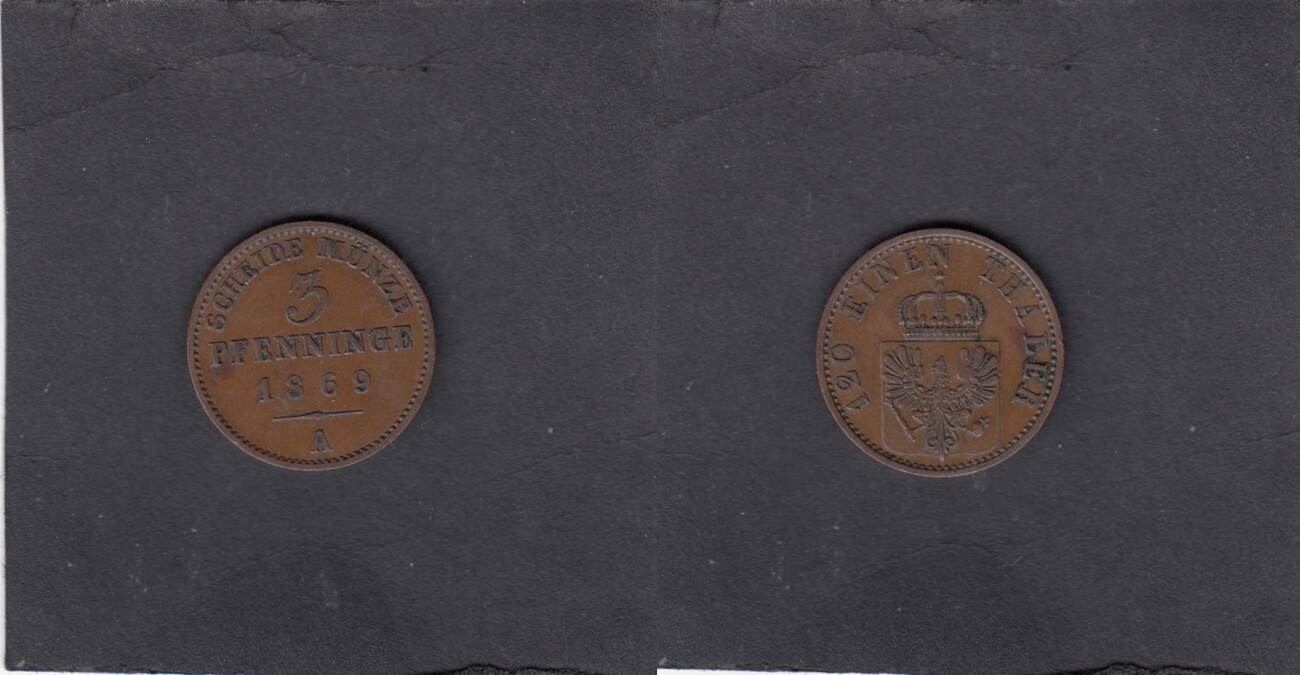 SCHEIDE MÜNZE
3
PFENNINGE
1869
A
120 EINEN THALER